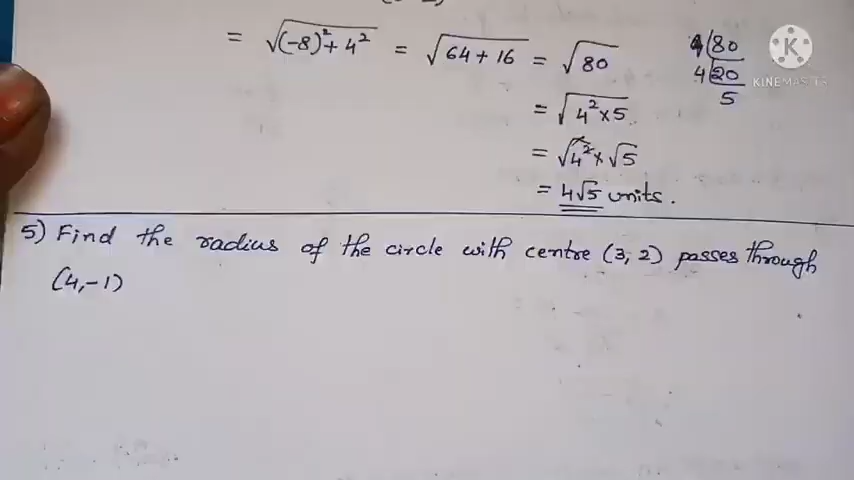 = √(-8)²+4² = √64+16 = √80
4|80
4|20
5
= √4²×5
= √4²×√5
= 4√5 units.
5) Find the radius of the circle with centre (3, 2) passes through
(4,-1)
K
KINEMASTER